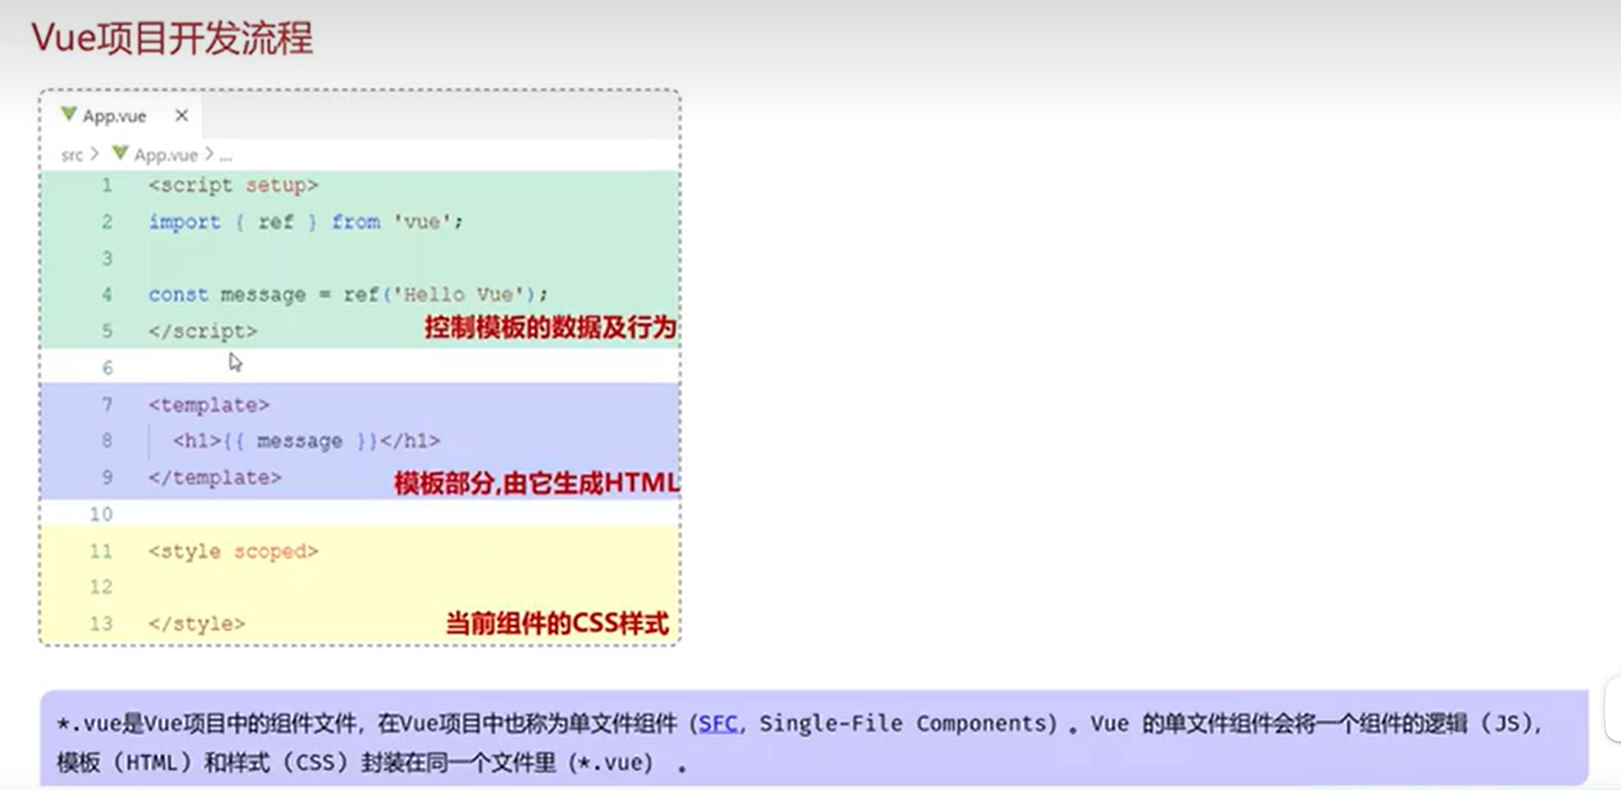 Vue项目开发流程
App.vue ×
src > App.vue > ...
1 <script setup>
2 import { ref } from 'vue';
3
4 const message = ref('Hello Vue');
5 </script>
控制模板的数据及行为
6
7 <template>
8 <h1>{{ message }}</h1>
9 </template>
模板部分,由它生成HTML
10
11 <style scoped>
12
13 </style>
当前组件的CSS样式
*.vue是Vue项目中的组件文件，在Vue项目中也称为单文件组件（SFC, Single-File Components）。Vue 的单文件组件会将一个组件的逻辑（JS），
模板（HTML）和样式（CSS）封装在同一个文件里（*.vue） 。